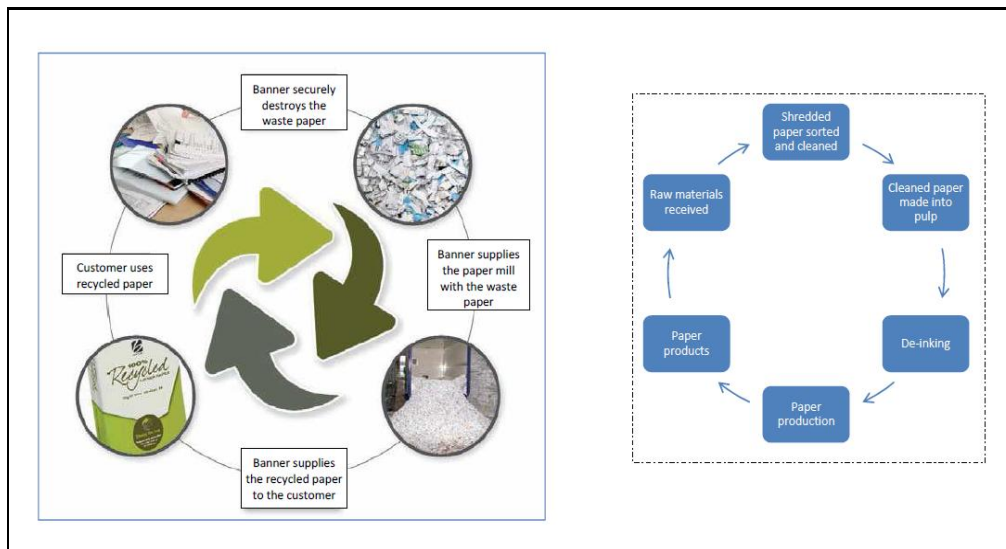 Banner securely
destroys the
waste paper
Banner supplies
the paper mill
with the waste
paper
Banner supplies
the recycled paper
to the customer
Customer uses
recycled paper
100%
Recycled
Shredded
paper sorted
and cleaned
Cleaned paper
made into
pulp
De-inking
Paper
production
Paper
products
Raw materials
received